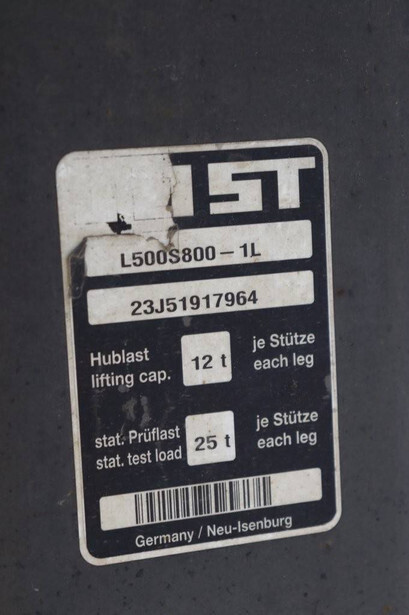 IST
L500S800-1L
23J51917964
Hublast
lifting cap.
12 t
je Stütze
each leg
stat. Prüflast
stat. test load
25 t
je Stütze
each leg
Germany / Neu-Isenburg